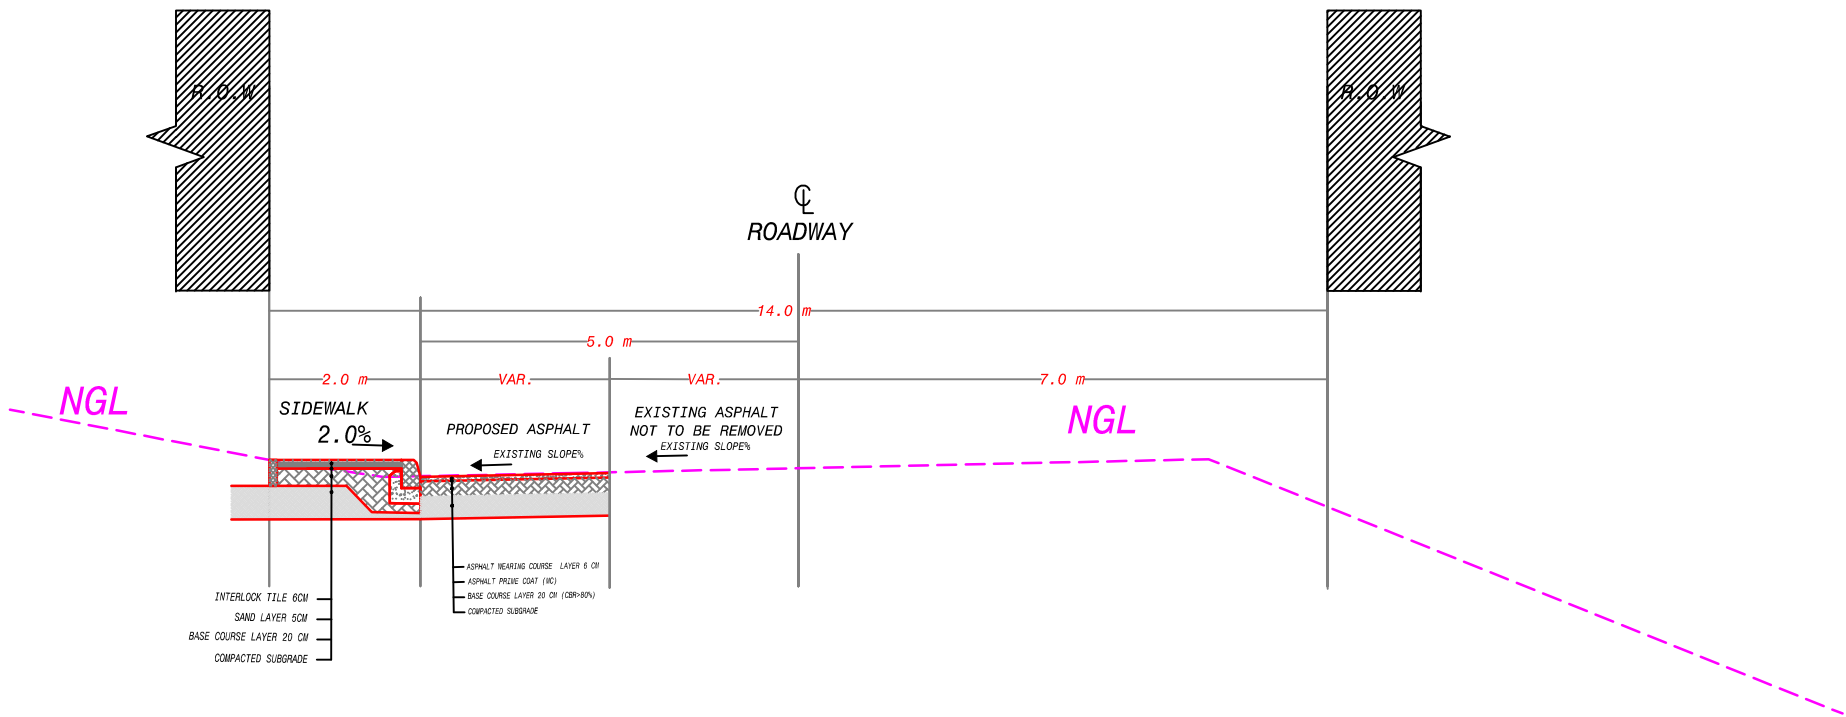 R.O.W
R.O W
℄
ROADWAY
14.0 m
5.0 m
2.0 m
VAR.
VAR.
7.0 m
NGL
SIDEWALK
2.0%
PROPOSED ASPHALT
EXISTING SLOPE%
EXISTING ASPHALT
NOT TO BE REMOVED
EXISTING SLOPE%
NGL
ASPHALT WEARING COURSE LAYER 6 CM
ASPHALT PRIME COAT (MC)
BASE COURSE LAYER 20 CM (CBR>80%)
COMPACTED SUBGRADE
INTERLOCK TILE 6CM
SAND LAYER 5CM
BASE COURSE LAYER 20 CM
COMPACTED SUBGRADE